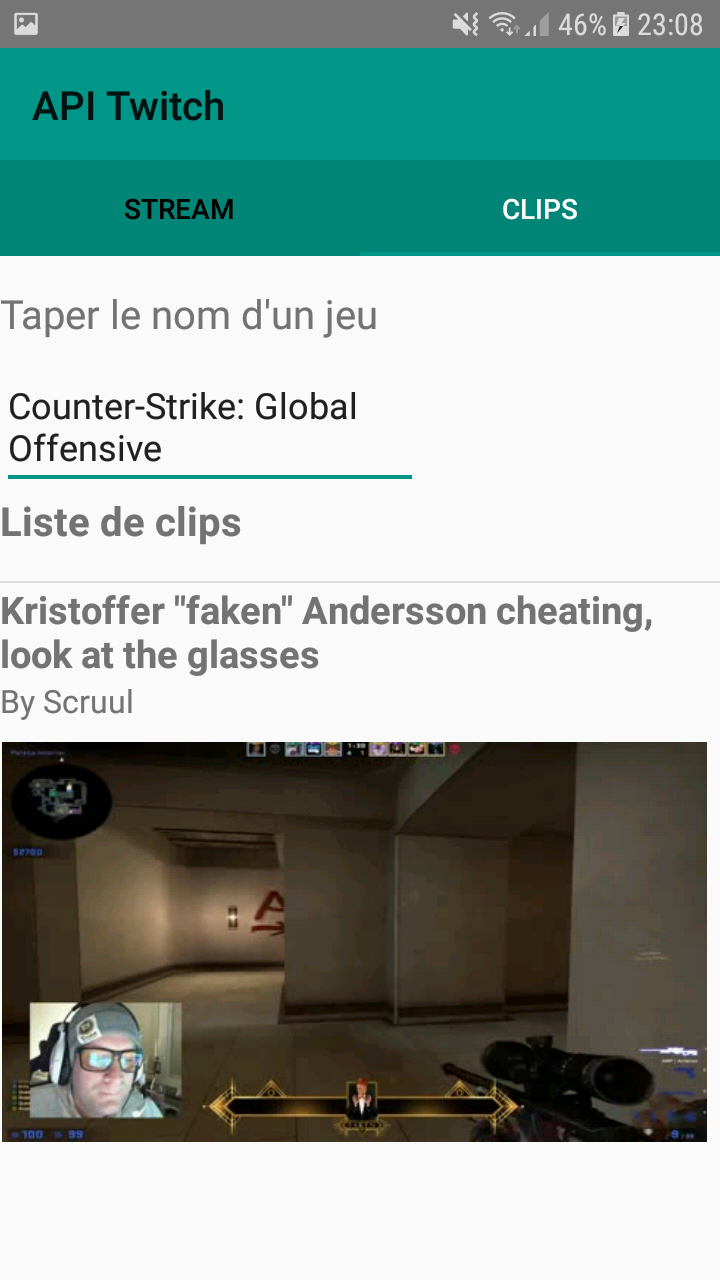 46% 23:08
API Twitch
STREAM
CLIPS
Taper le nom d'un jeu
Counter-Strike: Global
Offensive
Liste de clips
Kristoffer "faken" Andersson cheating,
look at the glasses
By Scruul
$2700
A
100 99